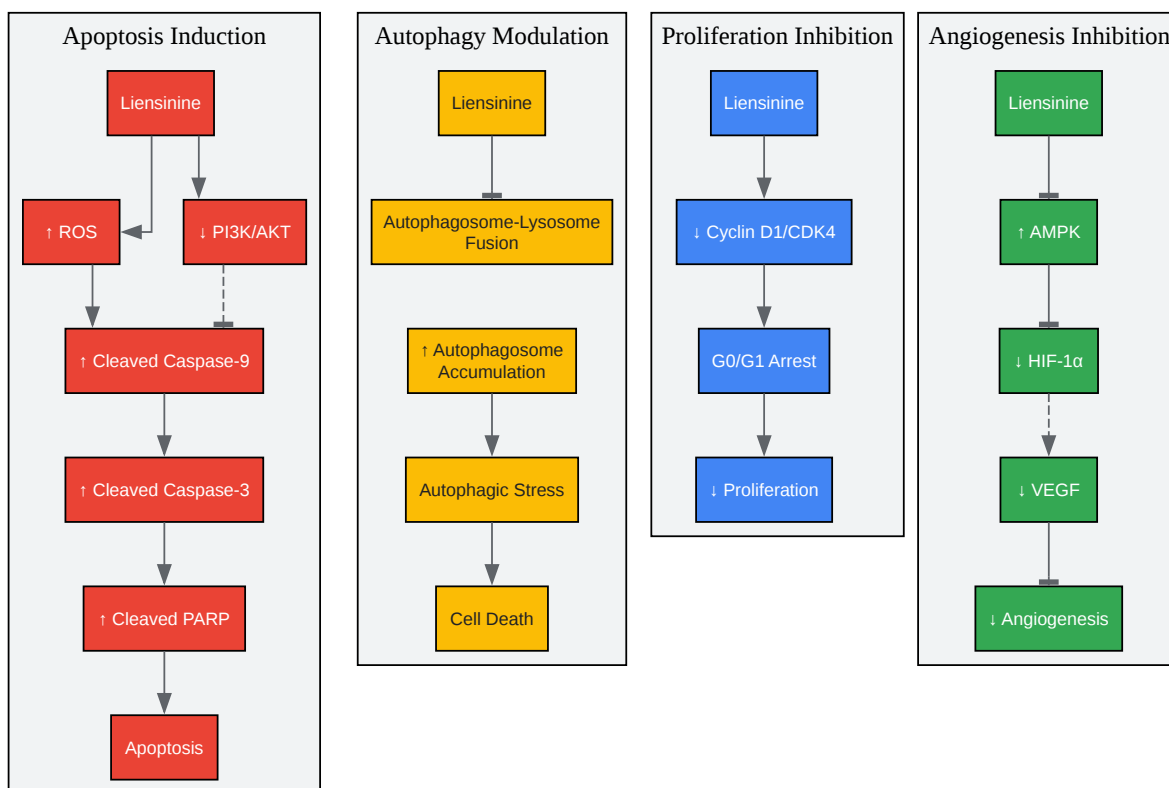 Apoptosis Induction
Liensinine
↑ ROS
↓ PI3K/AKT
↑ Cleaved Caspase-9
↑ Cleaved Caspase-3
↑ Cleaved PARP
Apoptosis
Autophagy Modulation
Liensinine
Autophagosome-Lysosome
Fusion
↑ Autophagosome
Accumulation
Autophagic Stress
Cell Death
Proliferation Inhibition
Liensinine
↓ Cyclin D1/CDK4
G0/G1 Arrest
↓ Proliferation
Angiogenesis Inhibition
Liensinine
↑ AMPK
↓ HIF-1α
↓ VEGF
↓ Angiogenesis